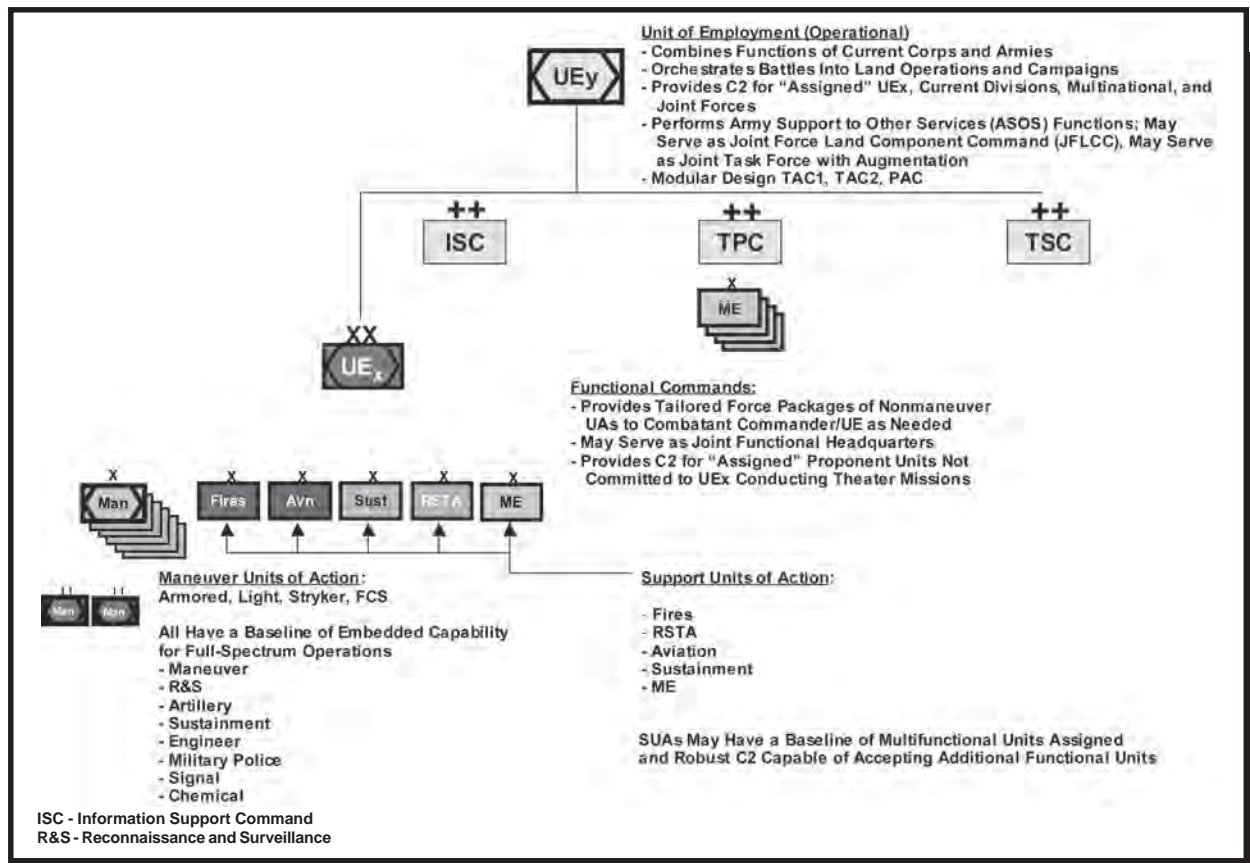 Unit of Employment (Operational)
- Combines Functions of Current Corps and Armies
- Orchestrates Battles Into Land Operations and Campaigns
- Provides C2 for “Assigned” UEx, Current Divisions, Multinational, and
Joint Forces
- Performs Army Support to Other Services (ASOS) Functions; May
Serve as Joint Force Land Component Command (JFLCC), May Serve
as Joint Task Force with Augmentation
- Modular Design TAC1, TAC2, PAC
UEy
++ ++ ++
ISC TPC TSC
X
ME
XX
UEx
Functional Commands:
- Provides Tailored Force Packages of Nonmaneuver
UAs to Combatant Commander/UE as Needed
- May Serve as Joint Functional Headquarters
- Provides C2 for “Assigned” Proponent Units Not
Committed to UEx Conducting Theater Missions
X X X X X X
Man Fires Avn Sust RSTA ME
Maneuver Units of Action:
Armored, Light, Stryker, FCS
II II
Man Man
All Have a Baseline of Embedded Capability
for Full-Spectrum Operations
- Maneuver
- R&S
- Artillery
- Sustainment
- Engineer
- Military Police
- Signal
- Chemical
Support Units of Action:
- Fires
- RSTA
- Aviation
- Sustainment
- ME
SUAs May Have a Baseline of Multifunctional Units Assigned
and Robust C2 Capable of Accepting Additional Functional Units
ISC - Information Support Command
R&S - Reconnaissance and Surveillance